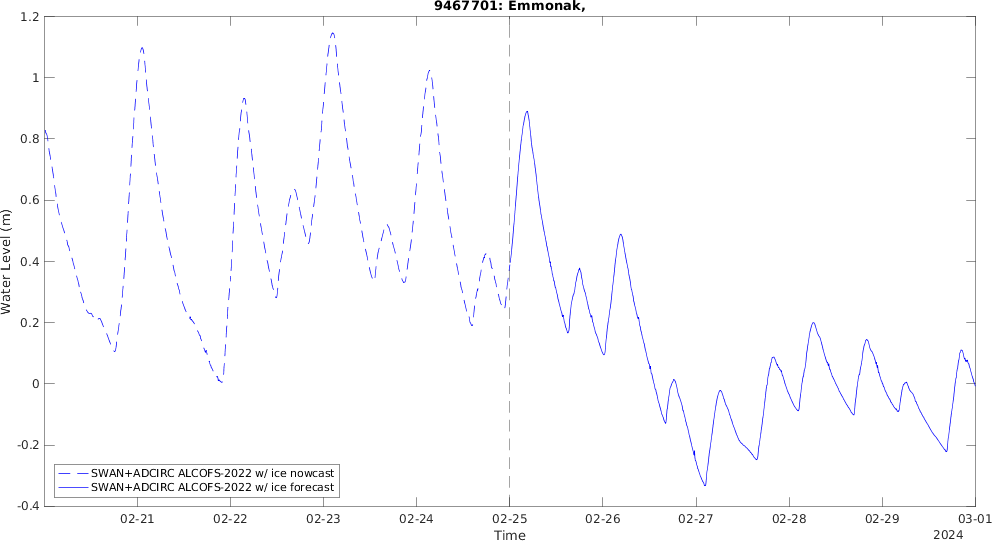 9467701: Emmonak,
1.2
1
0.8
0.6
0.4
0.2
0
-0.2
-0.4
Water Level (m)
SWAN+ADCIRC ALCOFS-2022 w/ ice nowcast
SWAN+ADCIRC ALCOFS-2022 w/ ice forecast
02-21 02-22 02-23 02-24 02-25 02-26 02-27 02-28 02-29 03-01
Time
2024